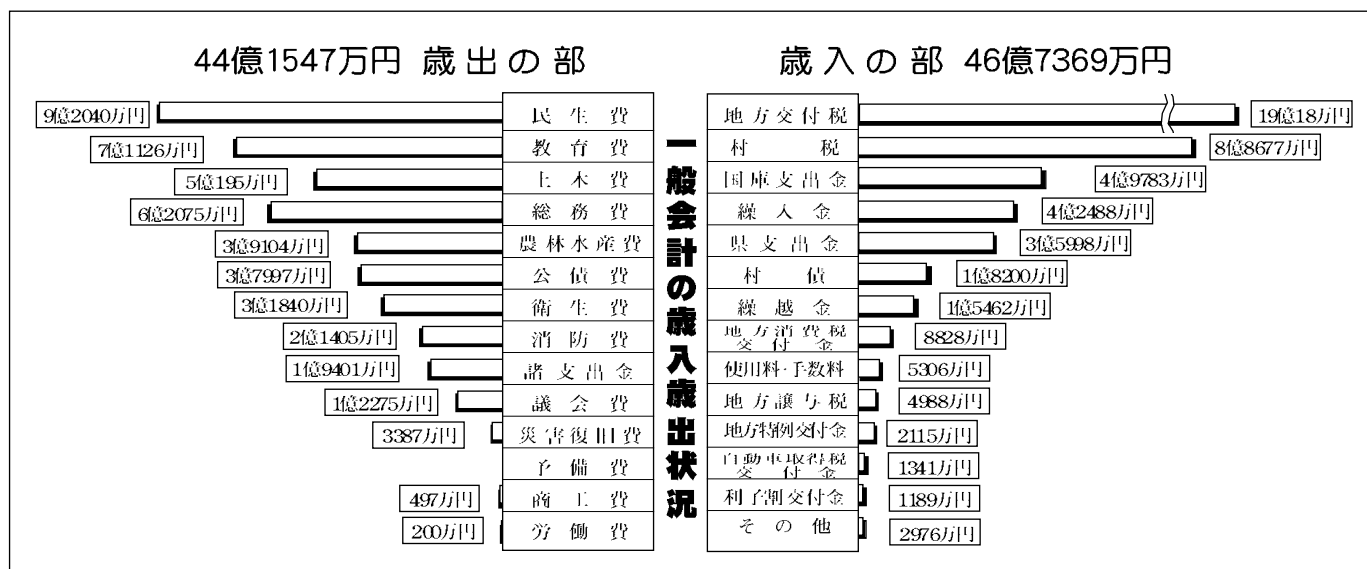 44億1547万円 歳出の部
9億2040万円 民生費
7億1126万円 教育費
5億195万円 土木費
6億2075万円 総務費
3億9104万円 農林水産費
3億7997万円 公債費
3億1840万円 衛生費
2億1405万円 消防費
1億9401万円 諸支出金
1億2275万円 議会費
3387万円 災害復旧費
予備費
497万円 商工費
200万円 労働費
一般会計の歳入歳出状況
歳入の部 46億7369万円
地方交付税 19億18万円
村税 8億8677万円
国庫支出金 4億9783万円
繰入金 4億2488万円
県支出金 3億5998万円
村債 1億8200万円
繰越金 1億5462万円
地方消費税
交付金 8828万円
使用料・手数料 5306万円
地方譲与税 4988万円
地方特例交付金 2115万円
自動車取得税
交付金 1341万円
利子割交付金 1189万円
その他 2976万円